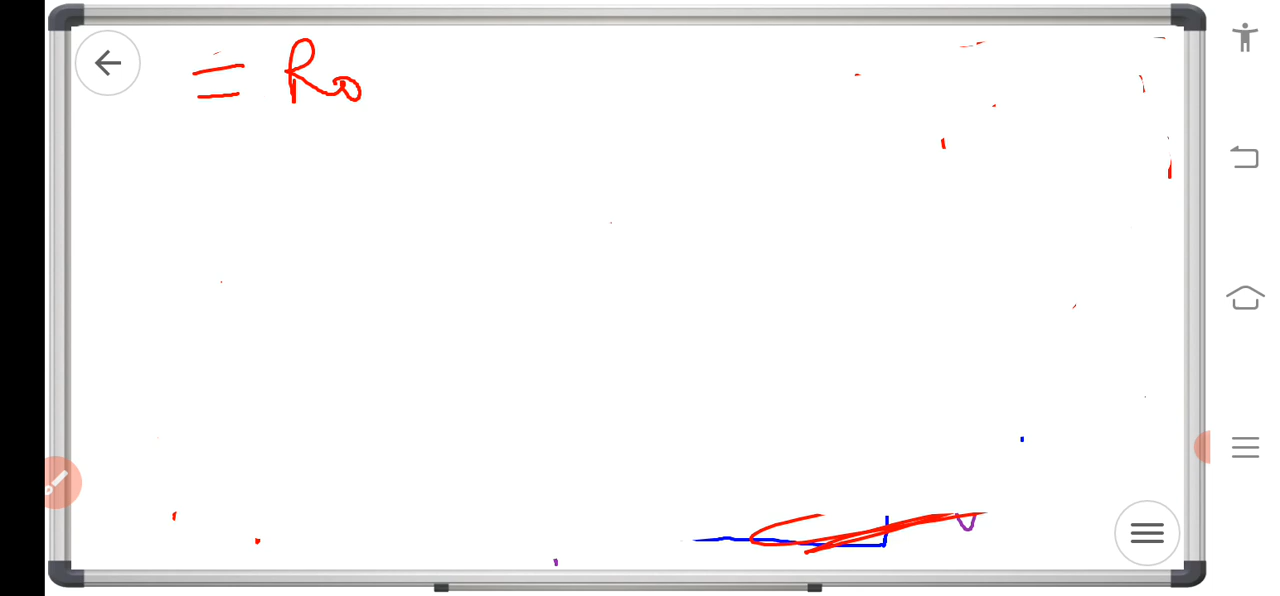 = Ro